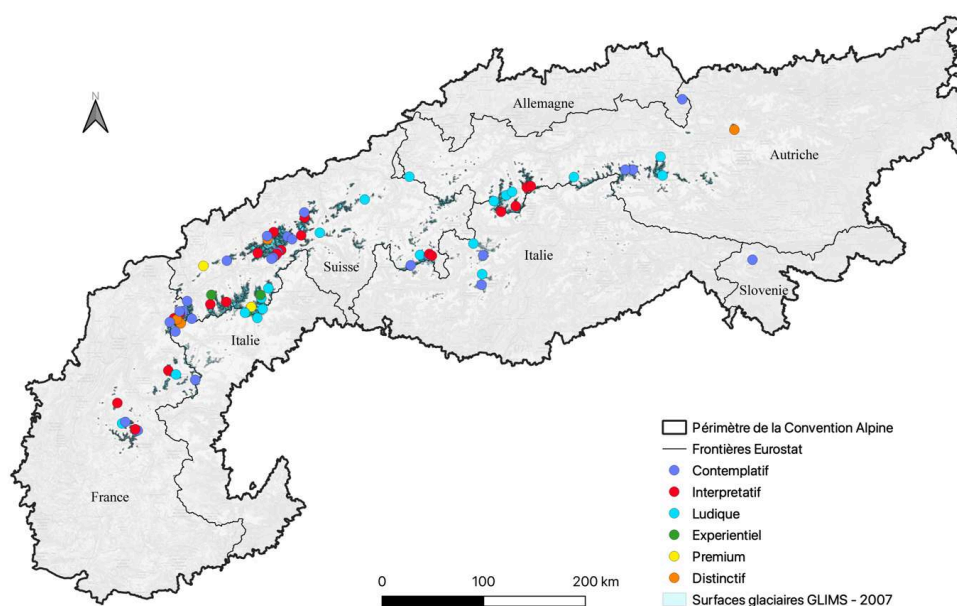 N
Allemagne
Autriche
Suisse
Italie
Slovenie
Italie
France
Périmètre de la Convention Alpine
Frontières Eurostat
Contemplatif
Interpretatif
Ludique
Experientiel
Premium
Distinctif
Surfaces glaciaires GLIMS - 2007
0 100 200 km